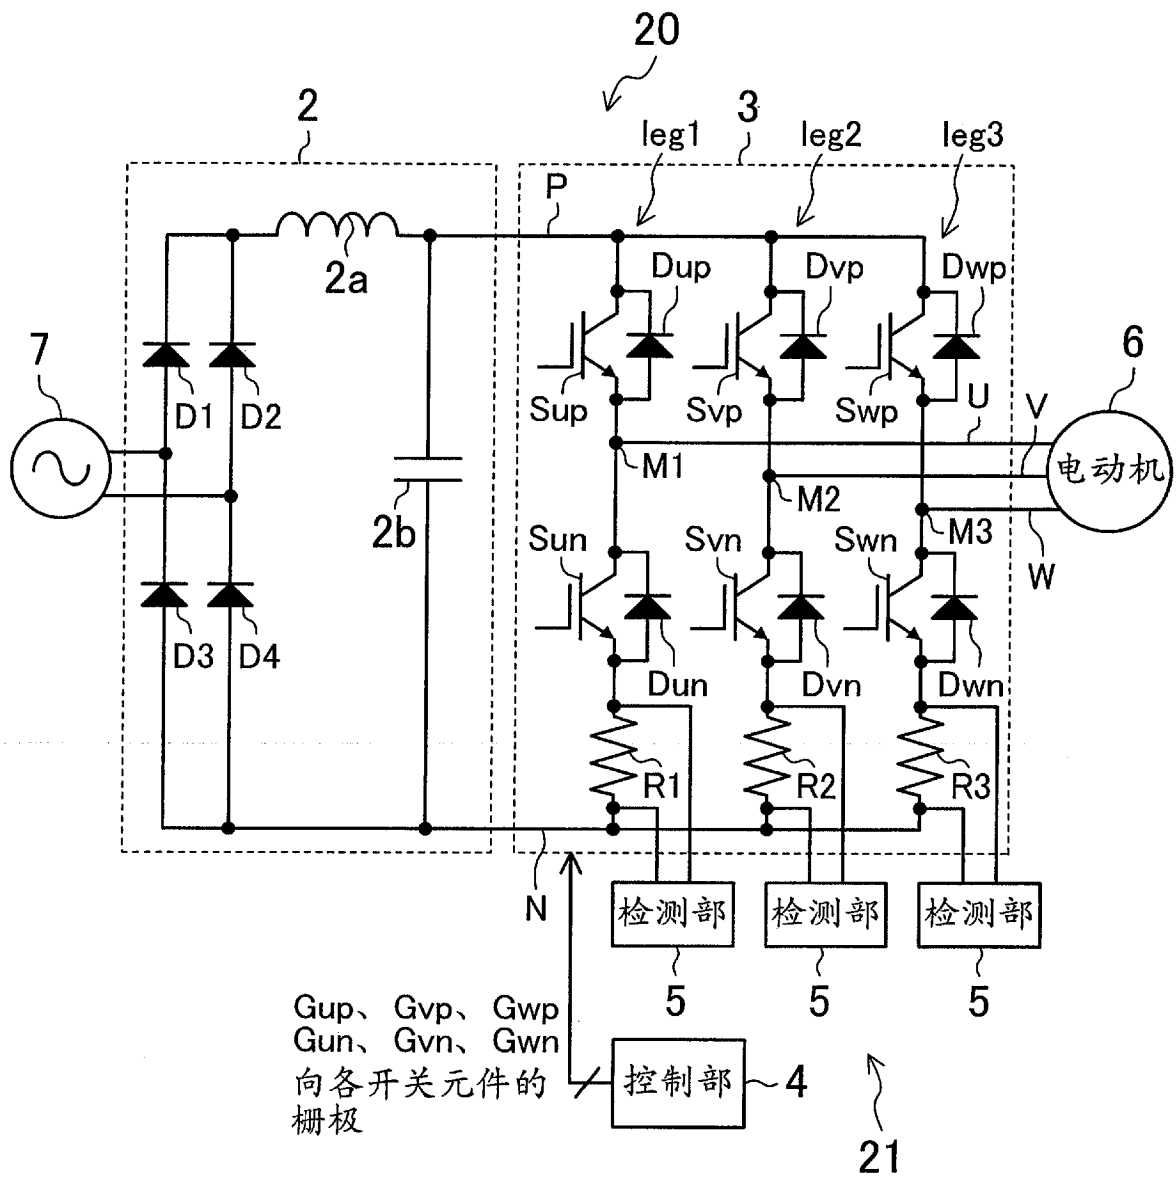 20
2
3
leg1
leg2
leg3
P
2a
Dup
Dvp
Dwp
7
6
D1
D2
Sup
Svp
Swp
U
V
M1
电动机
2b
M2
M3
Sun
Svn
Swn
W
D3
D4
Dun
Dvn
Dwn
R1
R2
R3
N
检测部
检测部
检测部
5
5
5
Gup、Gvp、Gwp
Gun、Gvn、Gwn
向各开关元件的
栅极
控制部
4
21